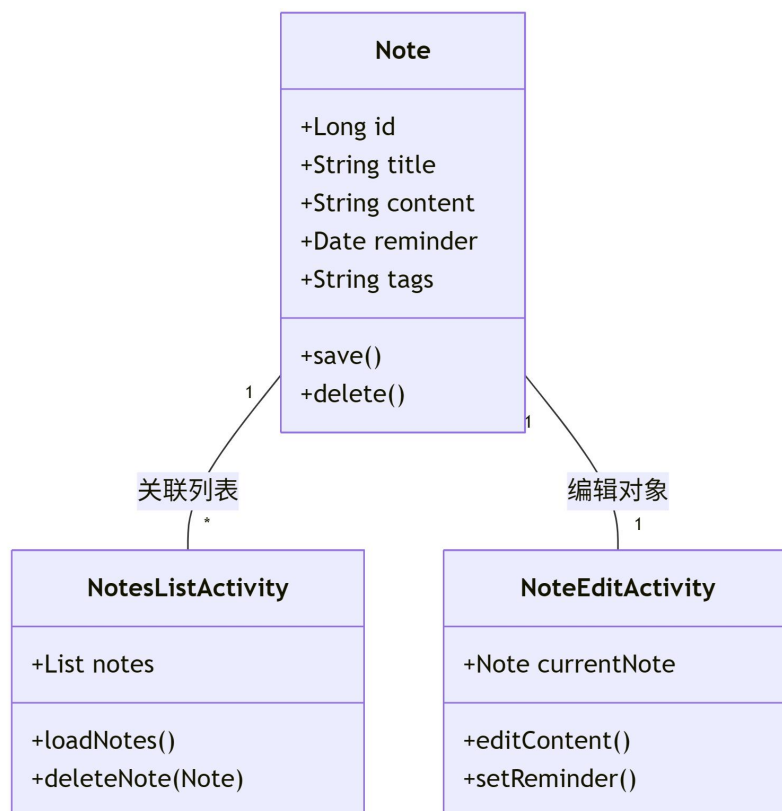 Note
+Long id
+String title
+String content
+Date reminder
+String tags
+save()
+delete()
1
1
关联列表
编辑对象
*
1
NotesListActivity
+List notes
+loadNotes()
+deleteNote(Note)
NoteEditActivity
+Note currentNote
+editContent()
+setReminder()